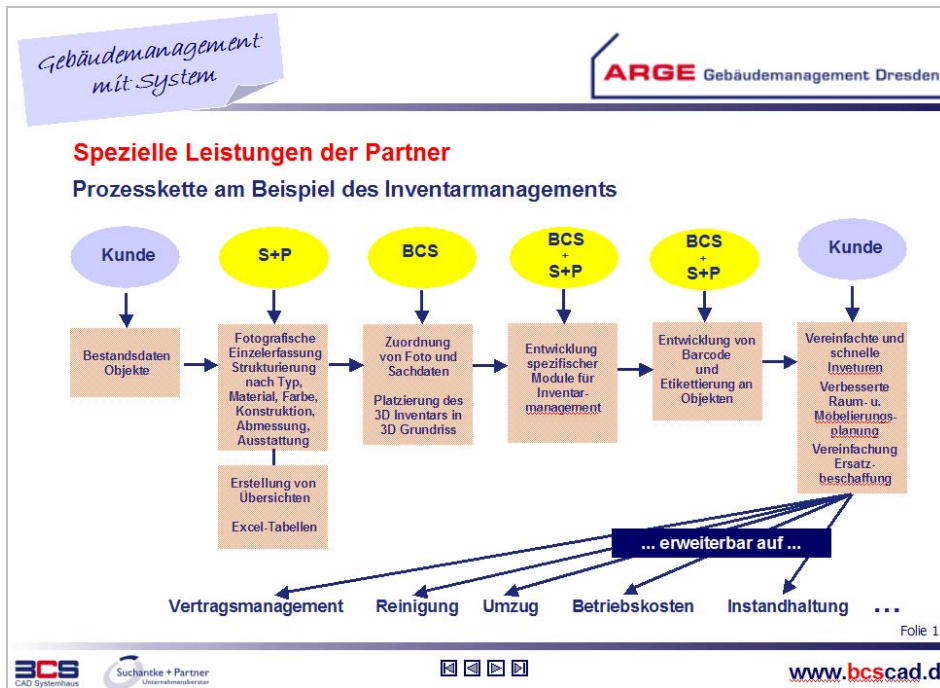 Gebäudemanagement
mit System
ARGE Gebäudemanagement Dresden
Spezielle Leistungen der Partner
Prozesskette am Beispiel des Inventarmanagements
Kunde
S+P
BCS
BCS
+
S+P
BCS
+
S+P
Kunde
Bestandsdaten
Objekte
Fotografische
Einzelerfassung
Strukturierung
nach Typ,
Material, Farbe,
Konstruktion,
Abmessung,
Ausstattung
Zuordnung
von Foto und
Sachdaten
Platzierung des
3D Inventars in
3D Grundriss
Entwicklung
spezifischer
Module für
Inventar-
management
Entwicklung von
Barcode
und
Etikettierung an
Objekten
Vereinfachte und
schnelle
Inveturen
Verbesserte
Raum- u.
Möbelierungs-
planung
Vereinfachung
Ersatz-
beschaffung
Erstellung von
Übersichten
Excel-Tabellen
... erweiterbar auf ...
Vertragsmanagement Reinigung Umzug Betriebskosten Instandhaltung ...
Folie 1
BCS
CAD Systemhaus
Suchantke + Partner
Unternehmensberater
www.bcscad.d